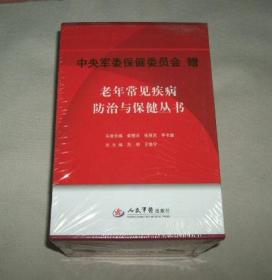 中央军委保健委员会 赠
老年常见疾病
防治与保健丛书
人民军医出版社